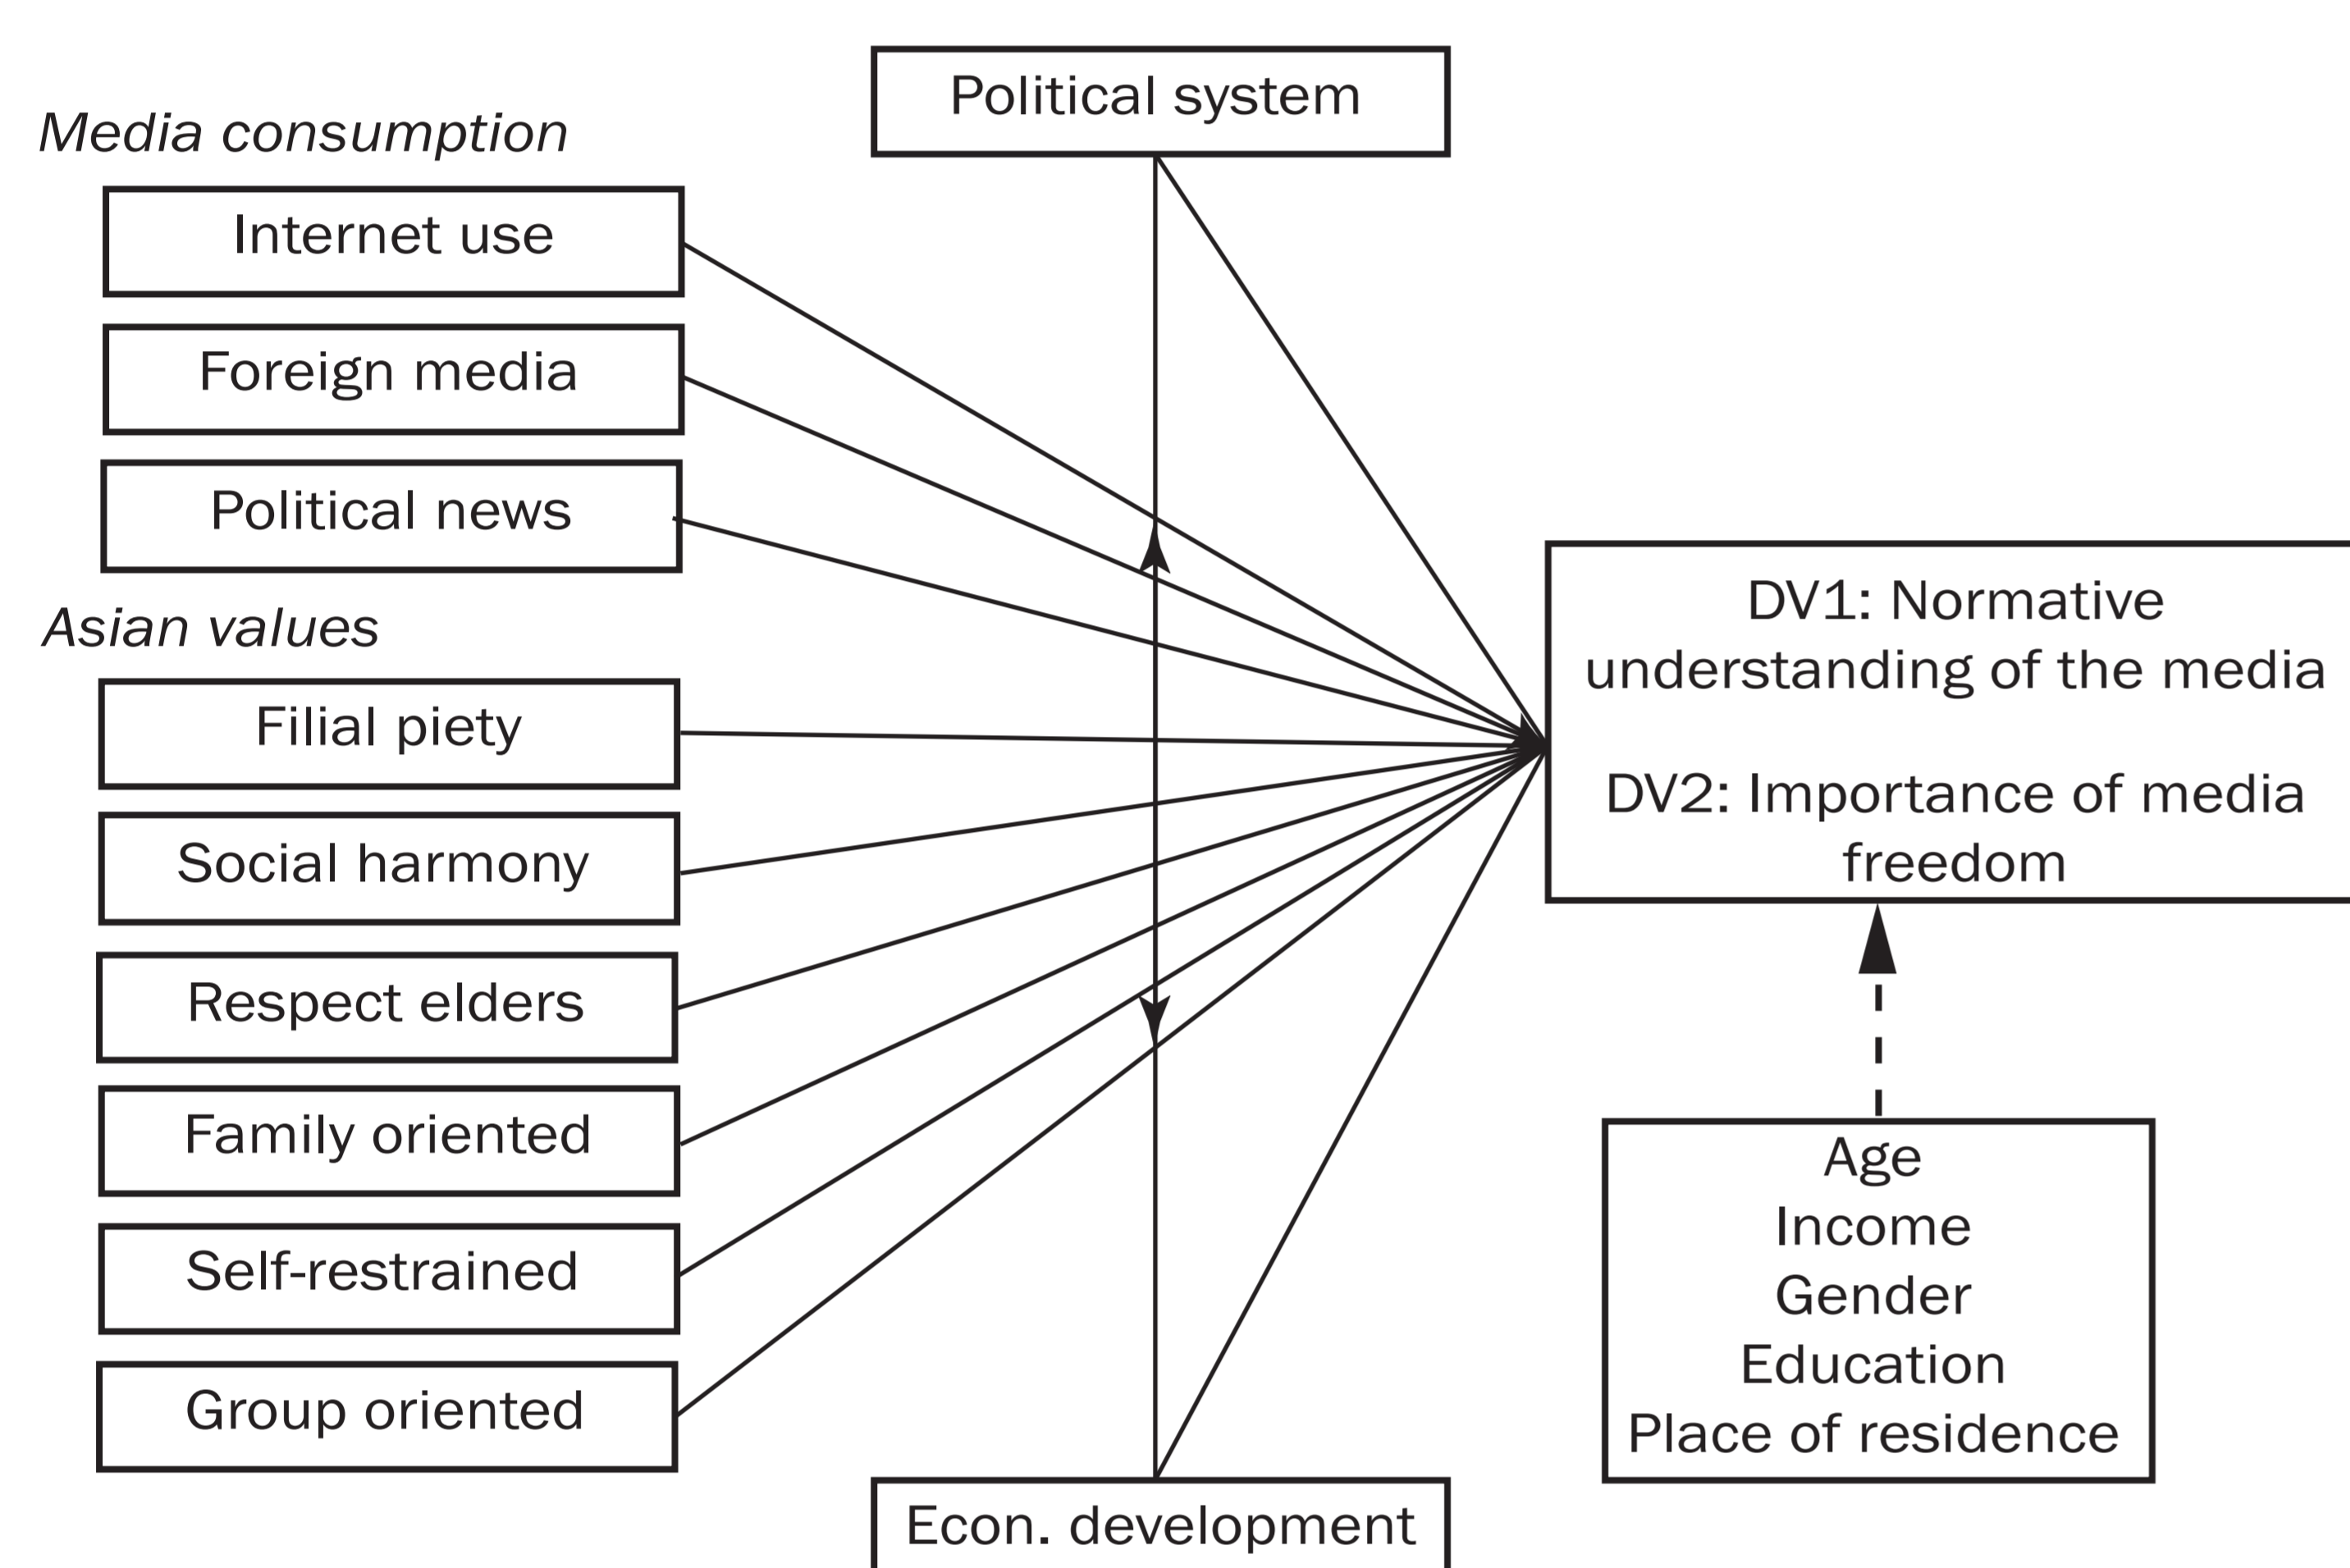 Political system
Media consumption
Internet use
Foreign media
Political news
Asian values
Filial piety
Social harmony
Respect elders
Family oriented
Self-restrained
Group oriented
DV1: Normative
understanding of the media
DV2: Importance of media
freedom
Age
Income
Gender
Education
Place of residence
Econ. development